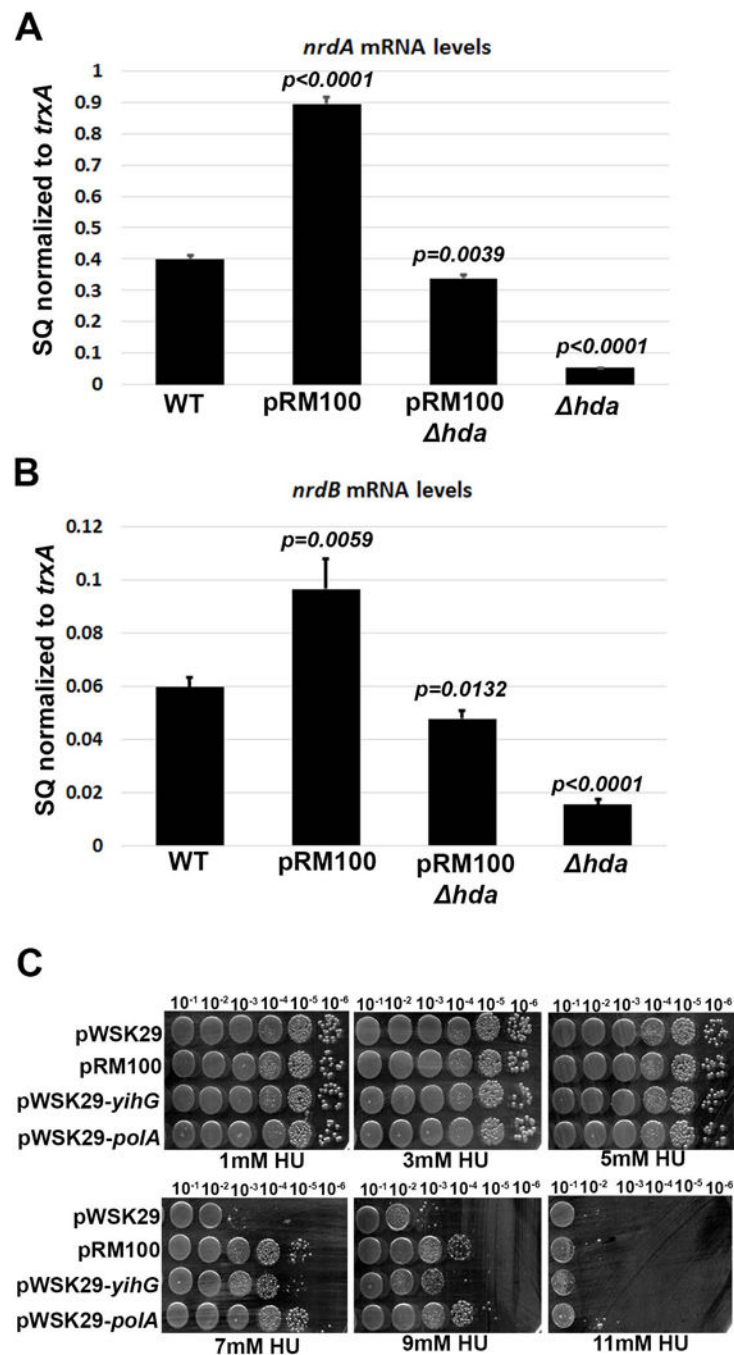 A
nrdA mRNA levels
SQ normalized to trxA
1
0.9
0.8
0.7
0.6
0.5
0.4
0.3
0.2
0.1
0
p<0.0001
p=0.0039
p<0.0001
WT pRM100 pRM100 Δhda
Δhda
B
nrdB mRNA levels
SQ normalized to trxA
0.12
0.1
0.08
0.06
0.04
0.02
0
p=0.0059
p=0.0132
p<0.0001
WT pRM100 pRM100 Δhda
Δhda
C
10-1 10-2 10-3 10-4 10-5 10-6 10-1 10-2 10-3 10-4 10-5 10-6 10-1 10-2 10-3 10-4 10-5 10-6
pWSK29
pRM100
pWSK29-yihG
pWSK29-polA
1mM HU 3mM HU 5mM HU
10-1 10-2 10-3 10-4 10-5 10-6 10-1 10-2 10-3 10-4 10-5 10-6 10-1 10-2 10-3 10-4 10-5 10-6
pWSK29
pRM100
pWSK29-yihG
pWSK29-polA
7mM HU 9mM HU 11mM HU